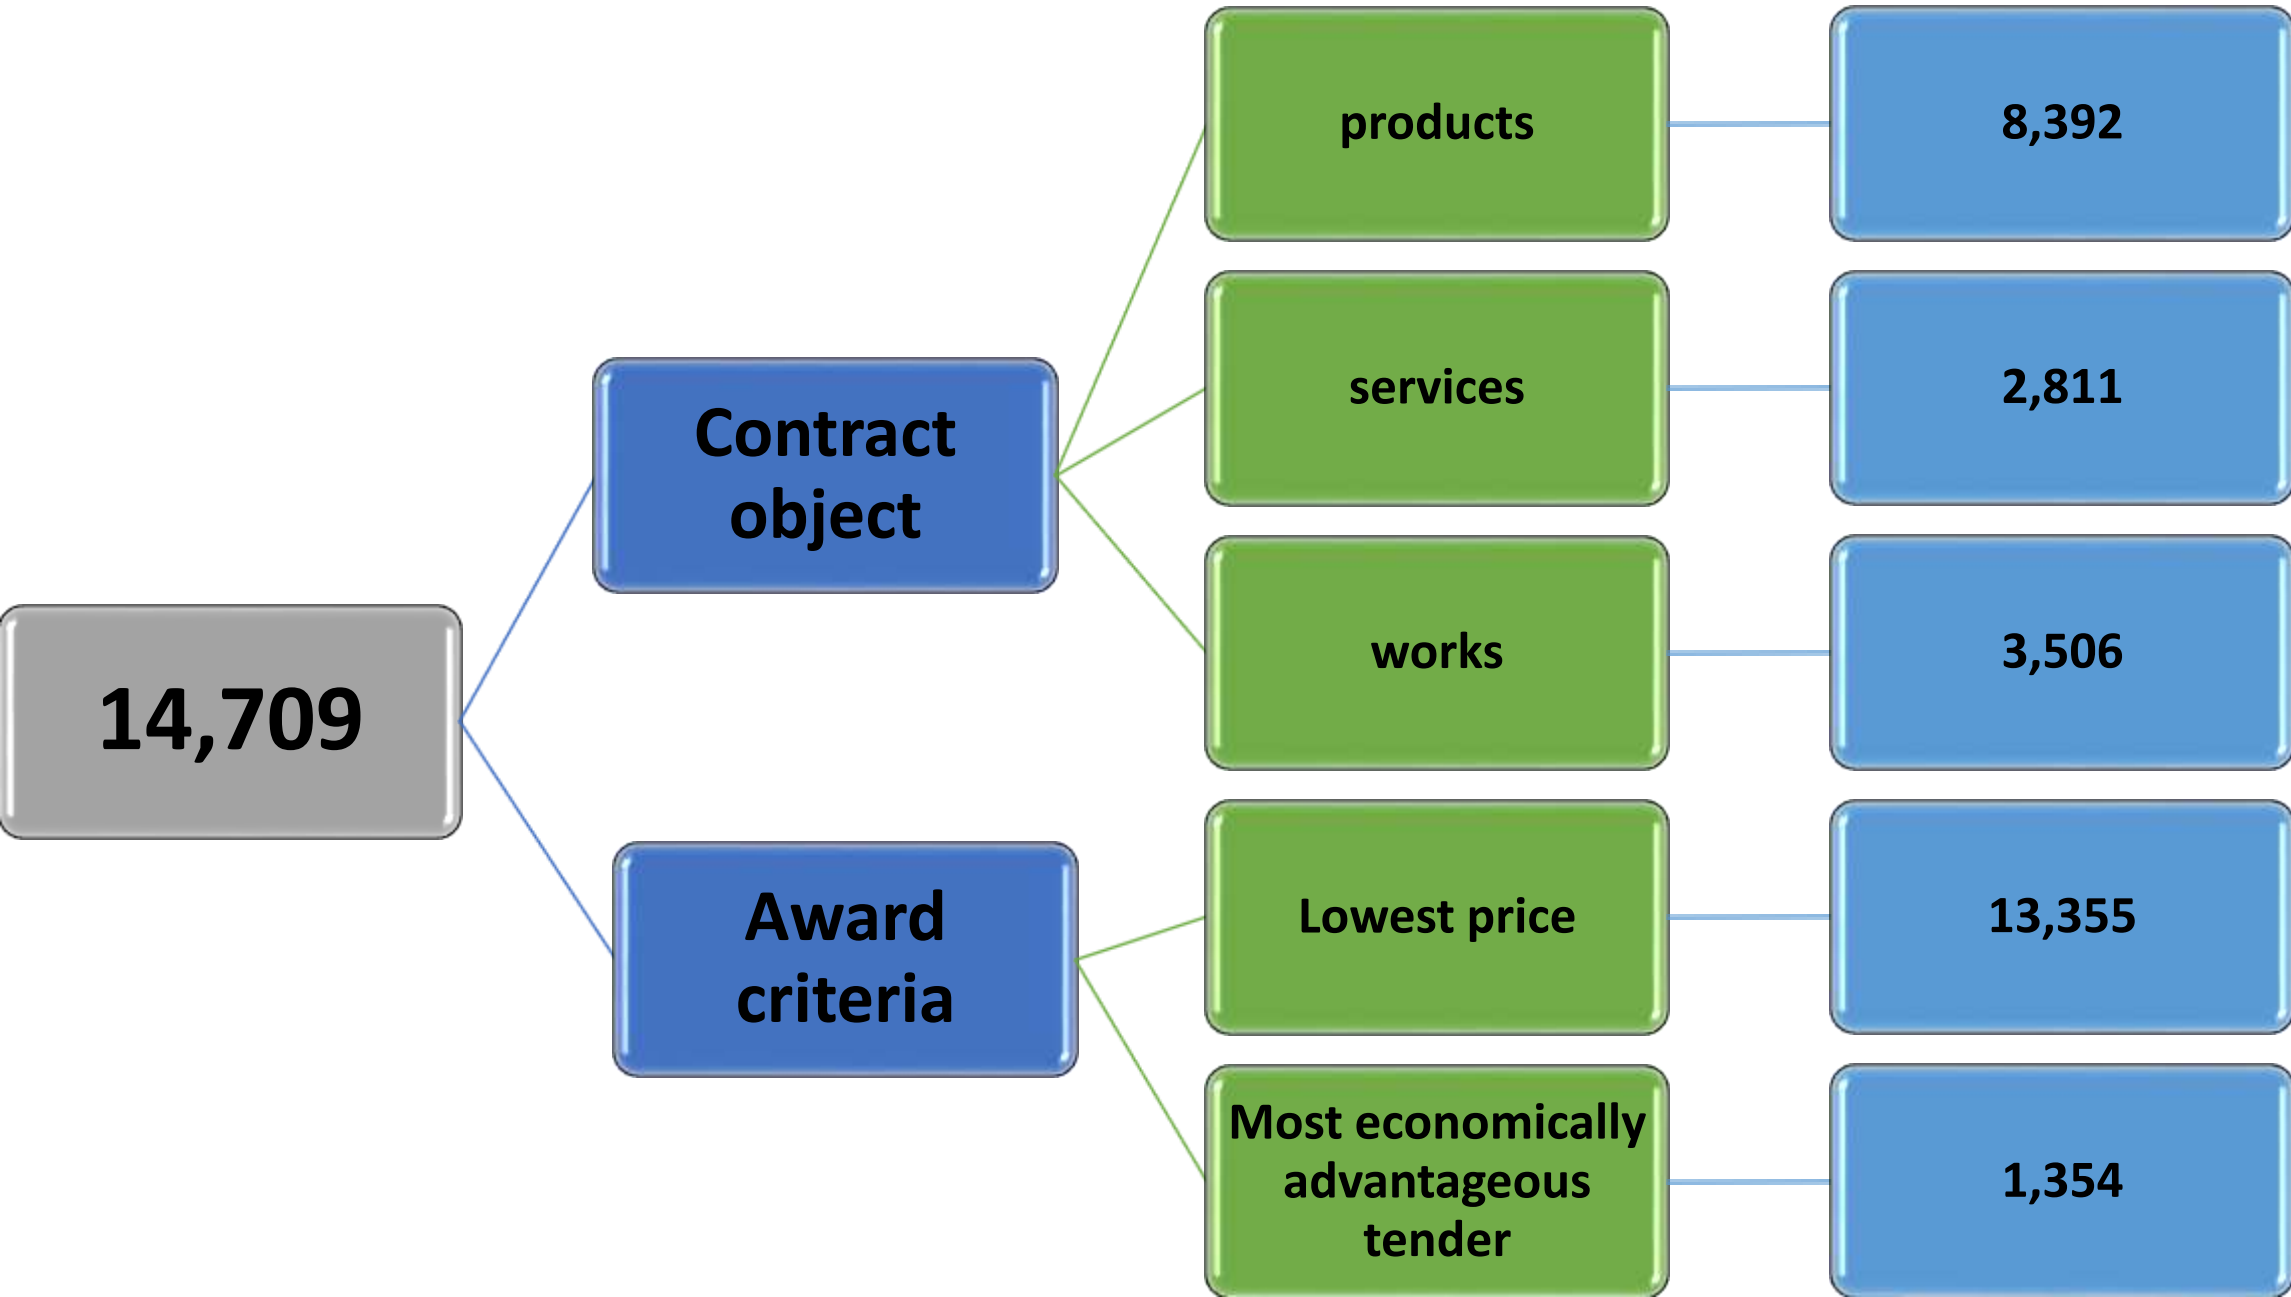 14,709
Contract
object
products
8,392
services
2,811
works
3,506
Award
criteria
Lowest price
13,355
Most economically
advantageous
tender
1,354